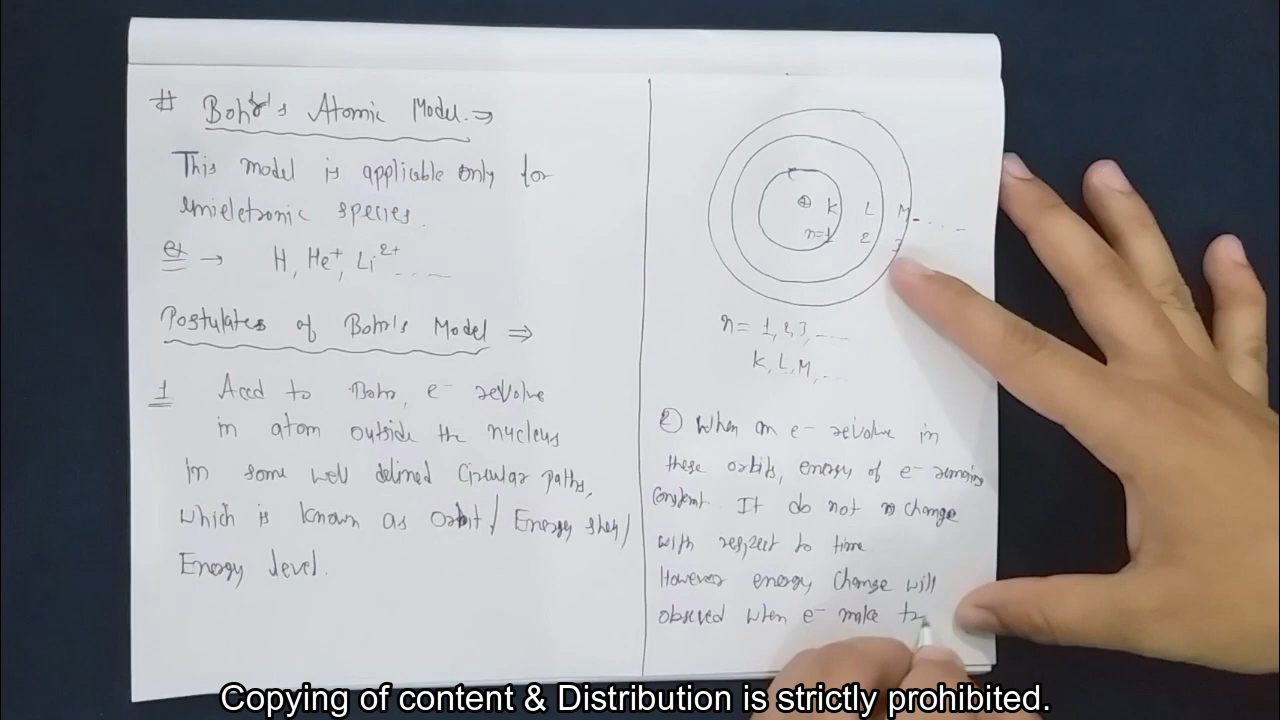 # Bohr's Atomic Model ⇒
This model is applicable only for
unieletronic species.
ex → H, He⁺, Li²⁺ ......
Postulates of Bohr's Model ⇒
1 Accd to Bohr, e⁻ revolve
in atom outside the nucleus
in some well defined circular paths,
which is known as orbit / Energy shell /
Energy level.
+ K L M- ....
n=1 2 3
n= 1, 2, 3, ......
K, L, M, ...
② When an e⁻ revolve in
these orbits, energy of e⁻ remains
constant It do not change
with respect to time
However energy change will
observed when e⁻ make
Copying of content & Distribution is strictly prohibited.